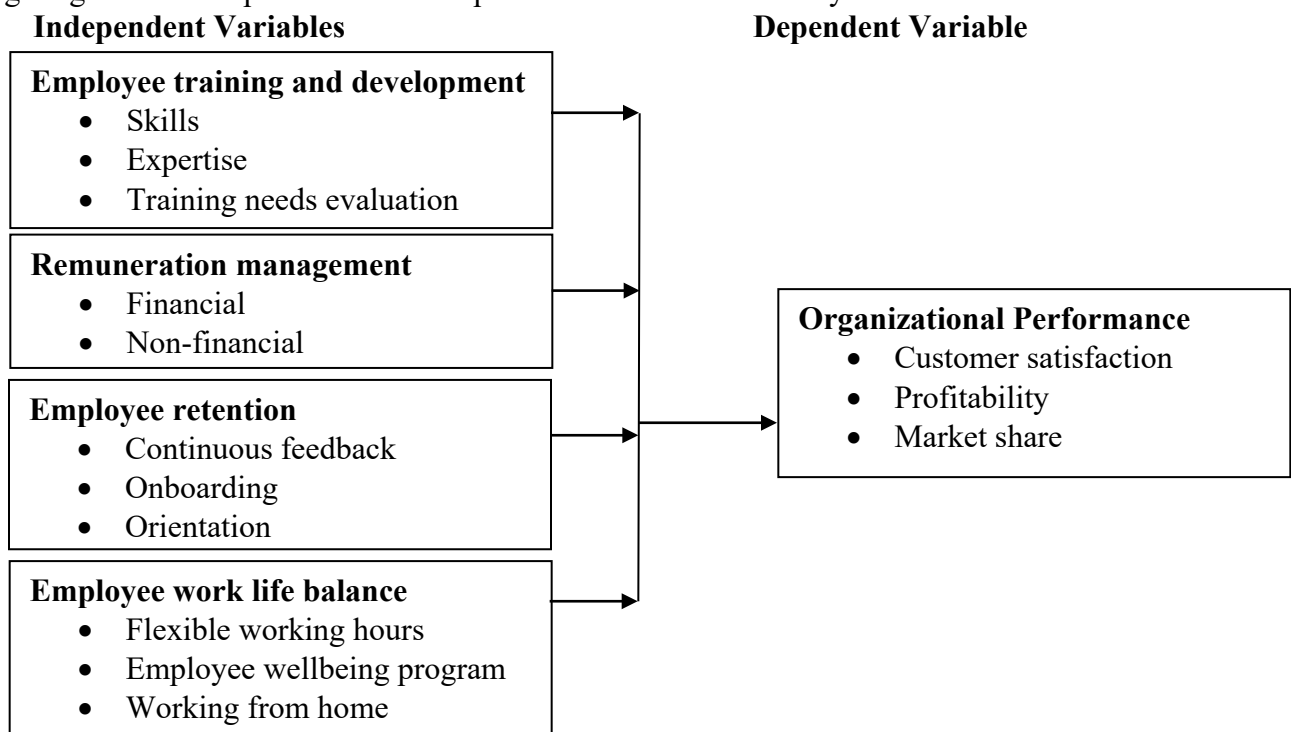 Independent Variables
Dependent Variable
Employee training and development
• Skills
• Expertise
• Training needs evaluation
Remuneration management
• Financial
• Non-financial
Employee retention
• Continuous feedback
• Onboarding
• Orientation
Employee work life balance
• Flexible working hours
• Employee wellbeing program
• Working from home
Organizational Performance
• Customer satisfaction
• Profitability
• Market share